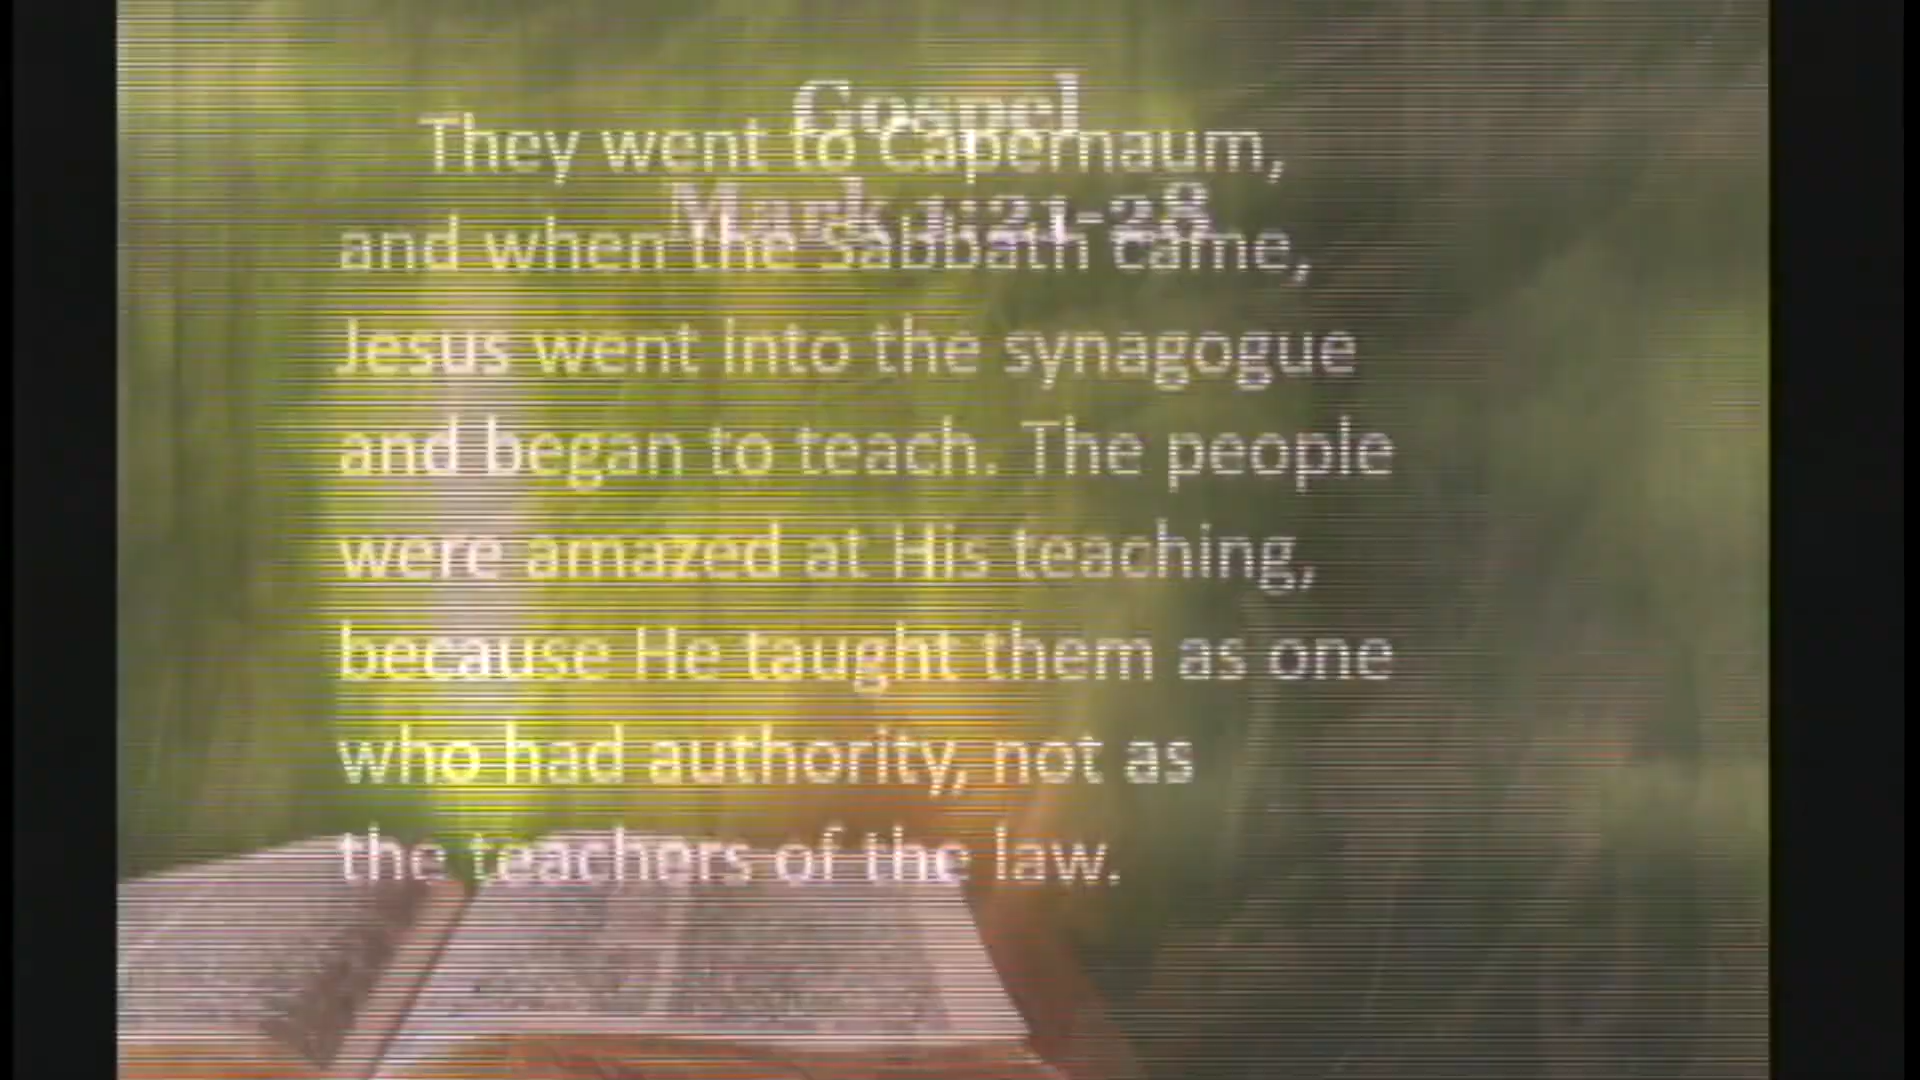 Gospel
Mark 1:21-28
They went to Capernaum,
and when the Sabbath came,
Jesus went into the synagogue
and began to teach. The people
were amazed at His teaching,
because He taught them as one
who had authority, not as
the teachers of the law.